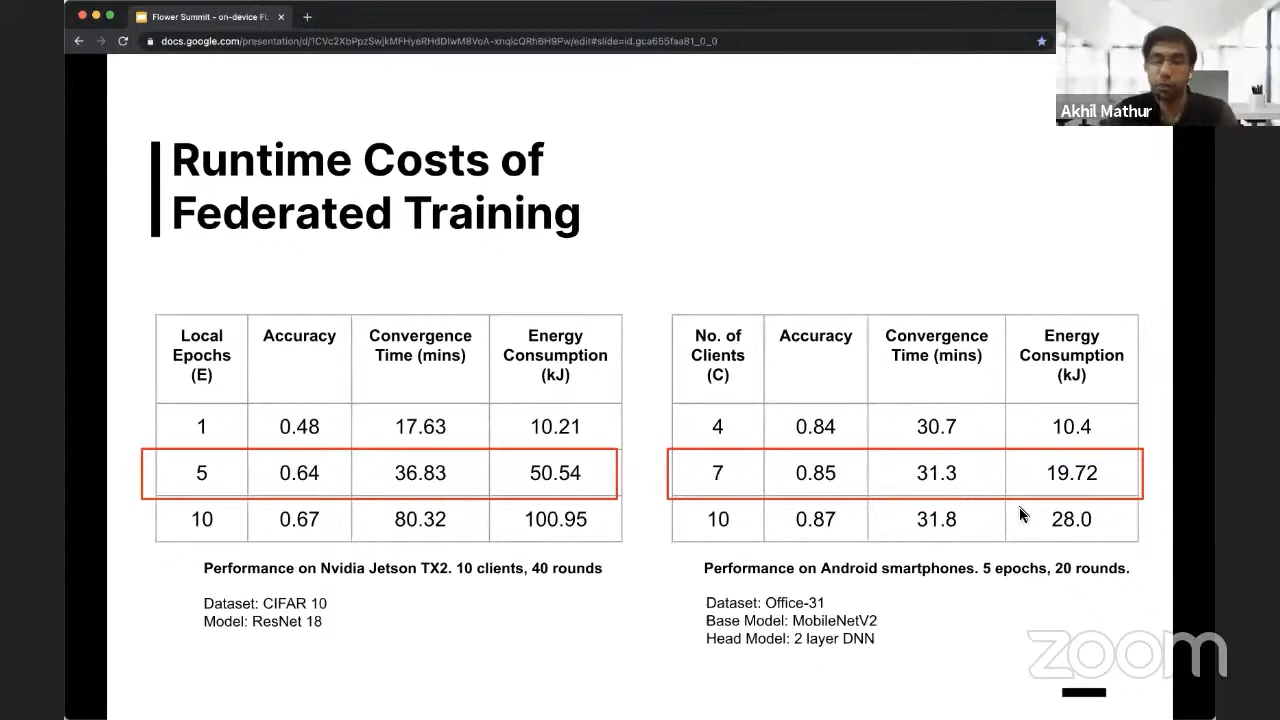 Flower Summit - on-device FL
docs.google.com/presentation/d/1CVc2XbPpzSwjkMFHyeRHdDlwM8VoA-xnqicQRhBH9Pw/edit#slide=id.gca655faa81_0_0
Akhil Mathur
Runtime Costs of
Federated Training
Local Epochs (E) Accuracy Convergence Time (mins) Energy Consumption (kJ)
1 0.48 17.63 10.21
5 0.64 36.83 50.54
10 0.67 80.32 100.95
Performance on Nvidia Jetson TX2. 10 clients, 40 rounds
Dataset: CIFAR 10
Model: ResNet 18
No. of Clients (C) Accuracy Convergence Time (mins) Energy Consumption (kJ)
4 0.84 30.7 10.4
7 0.85 31.3 19.72
10 0.87 31.8 28.0
Performance on Android smartphones. 5 epochs, 20 rounds.
Dataset: Office-31
Base Model: MobileNetV2
Head Model: 2 layer DNN
zoom